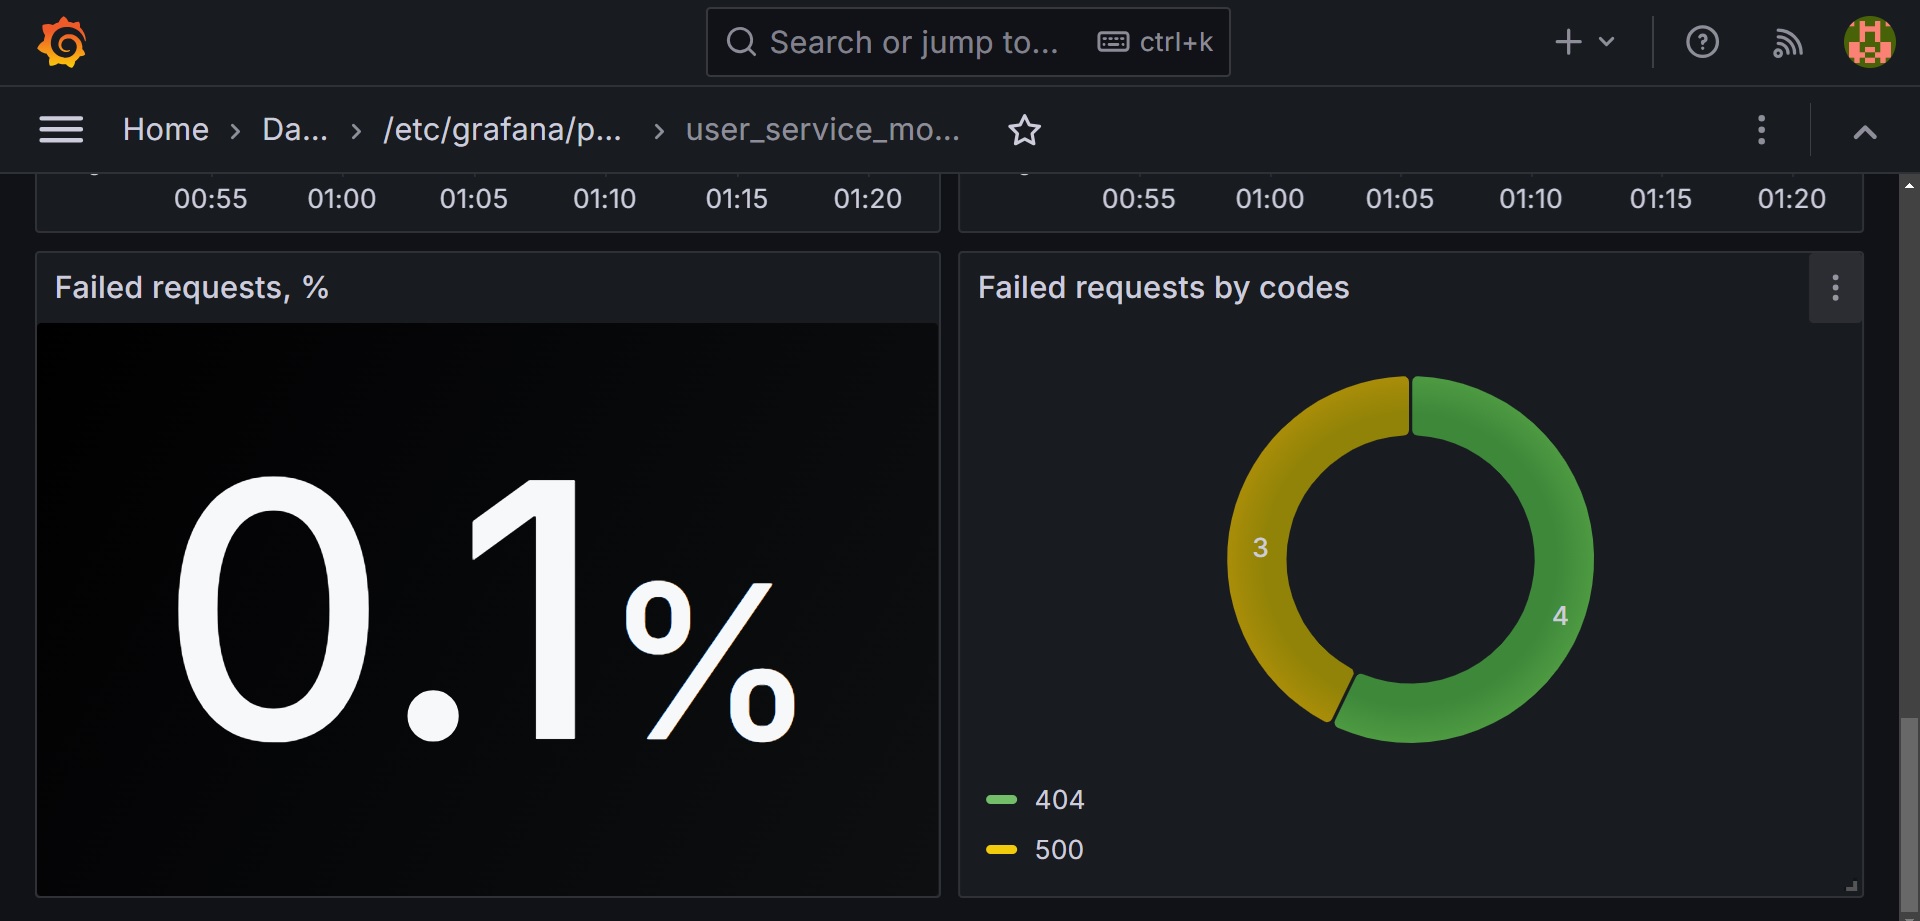 Search or jump to... ctrl+k
Home > Da... > /etc/grafana/p... > user_service_mo...
00:55 01:00 01:05 01:10 01:15 01:20
00:55 01:00 01:05 01:10 01:15 01:20
Failed requests, %
0.1%
Failed requests by codes
3
4
404
500